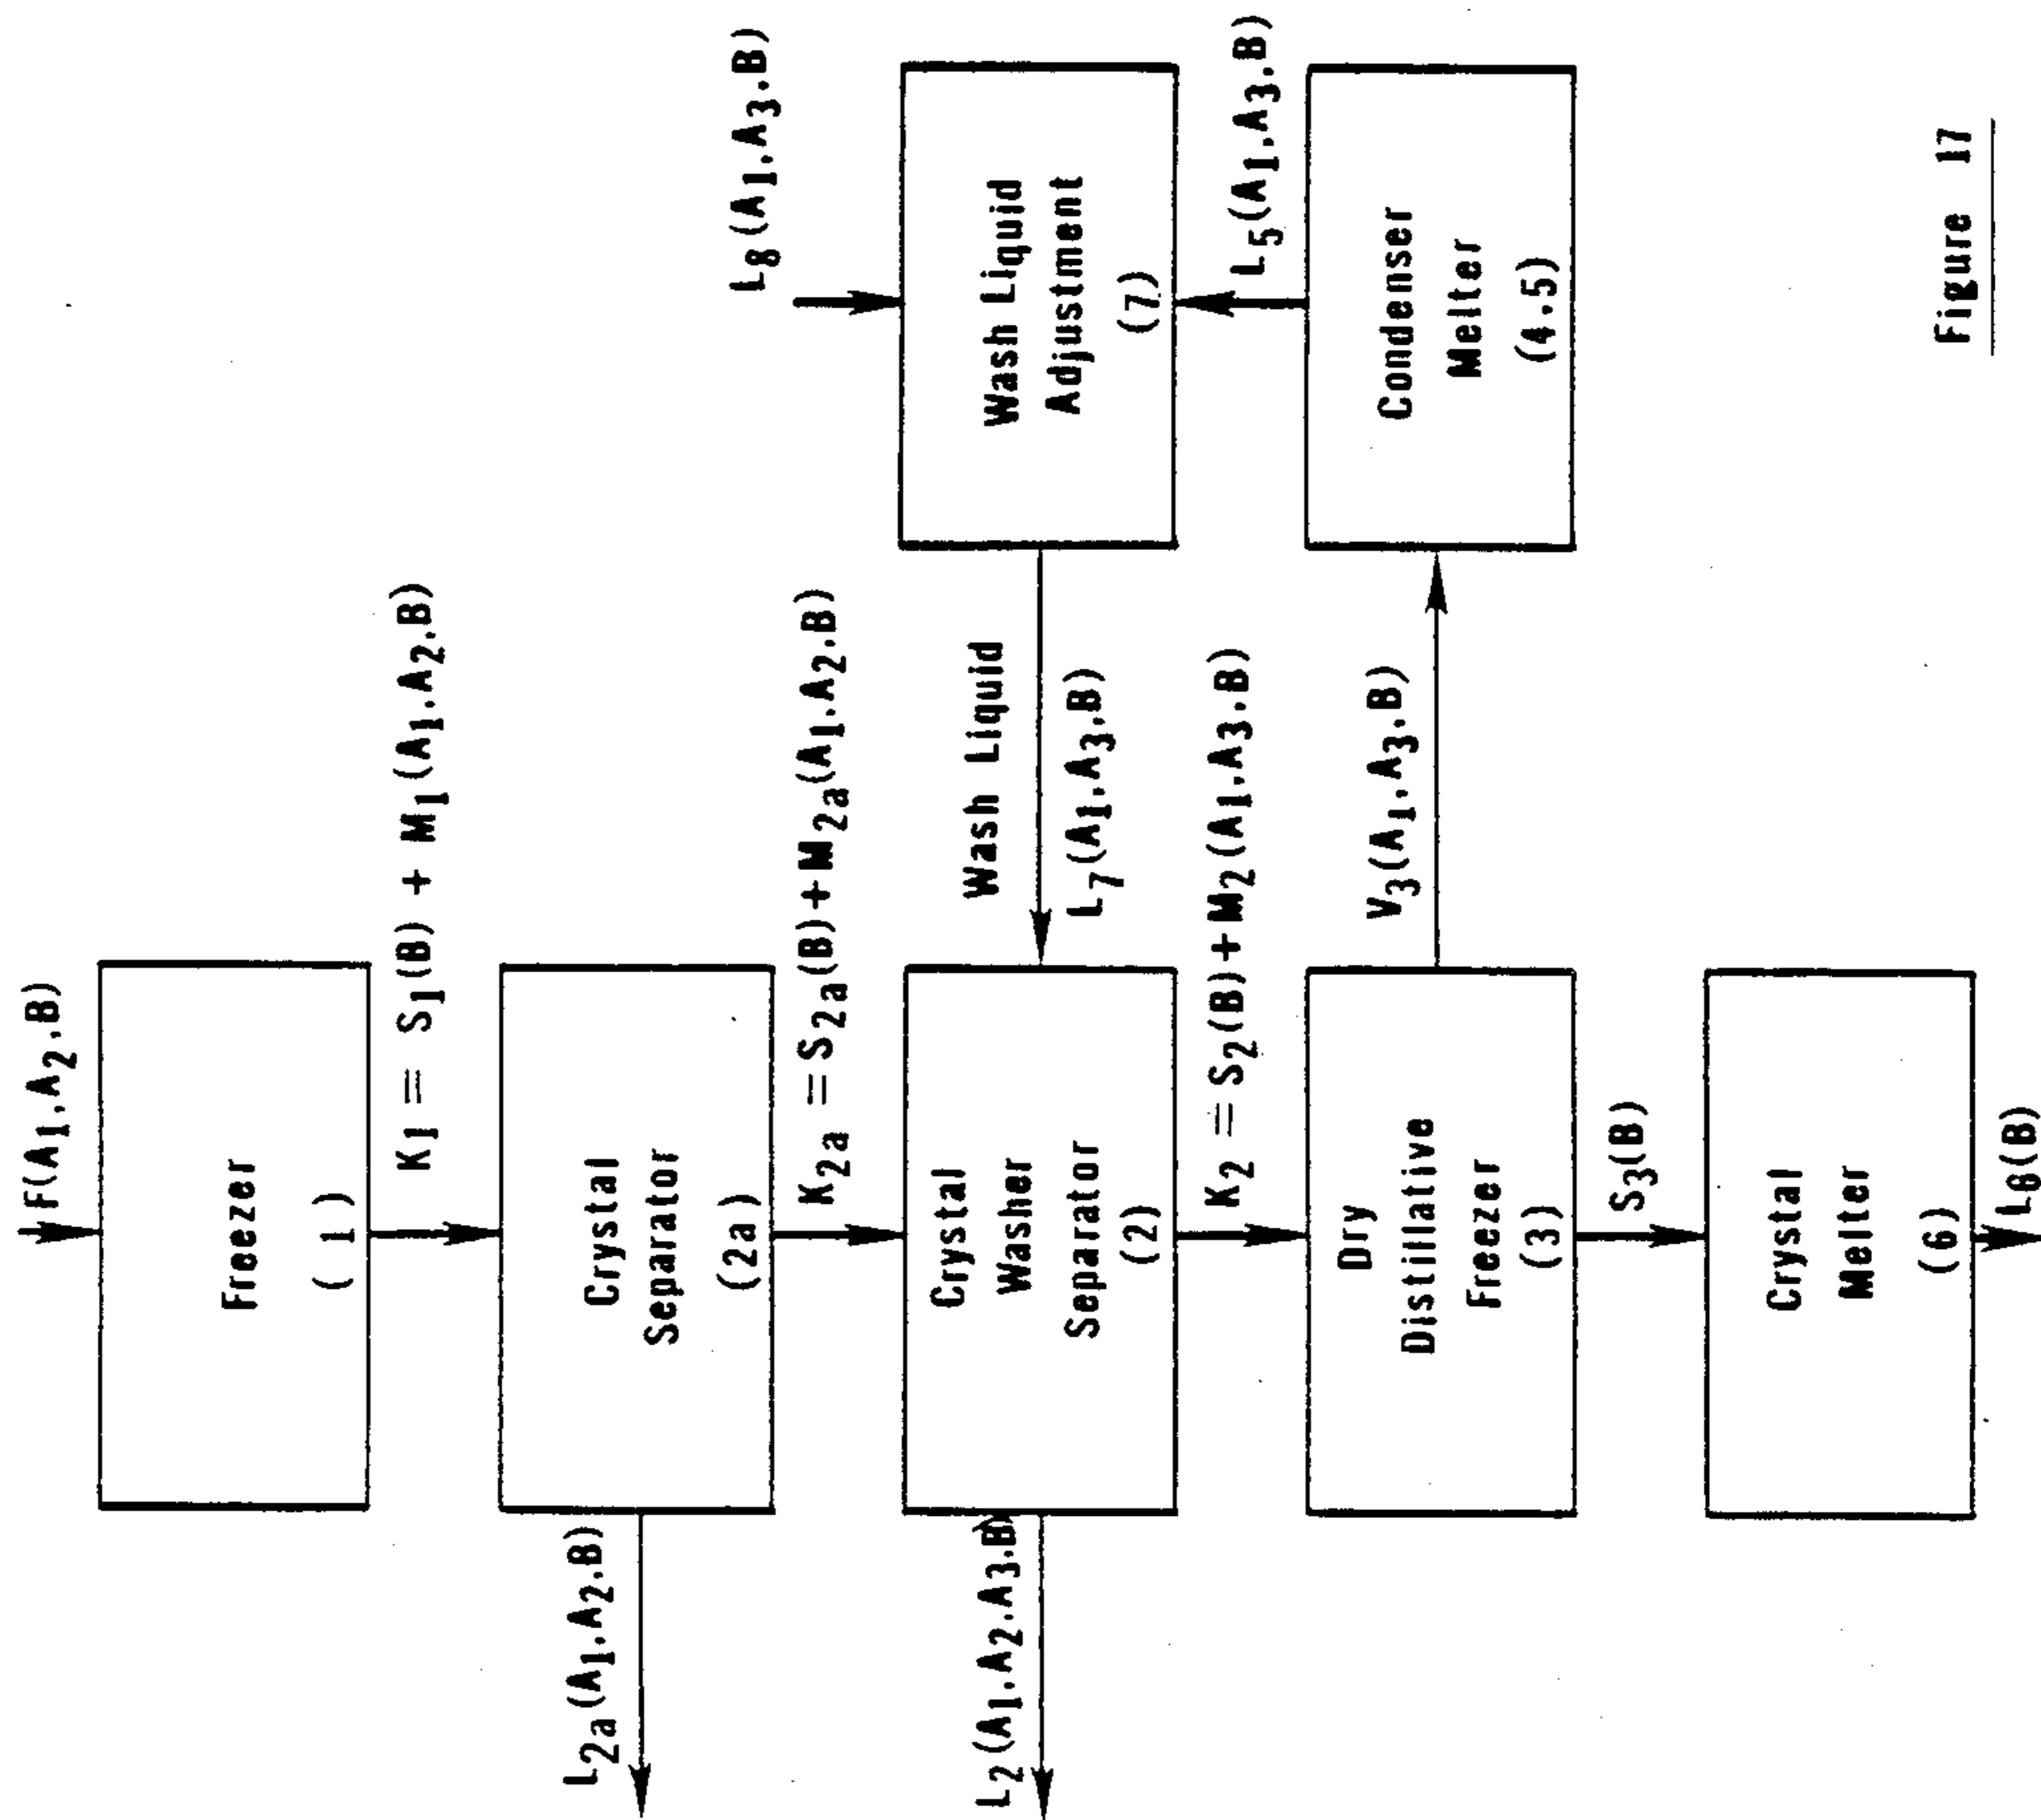 F(A1.A2.B)
Freezer
(1)
K1 = S1(B) + M1(A1.A2.B)
L2a(A1.A2.B)
Crystal
Separator
(2a)
K2a = S2a(B)+M2a(A1.A2.B)
L8(A1.A3.B)
L2(A1.A2.A3.B)
Crystal
Washer
Separator
(2)
Wash Liquid
L7(A1.A3.B)
Wash Liquid
Adjustment
(7)
K2 = S2(B)+M2(A1.A3.B)
L5(A1.A3.B)
Dry
Distillative
Freezer
(3)
V3(A1.A3.B)
Condenser
Melter
(4.5)
S3(B)
Crystal
Melter
(6)
L6(B)
Figure 17